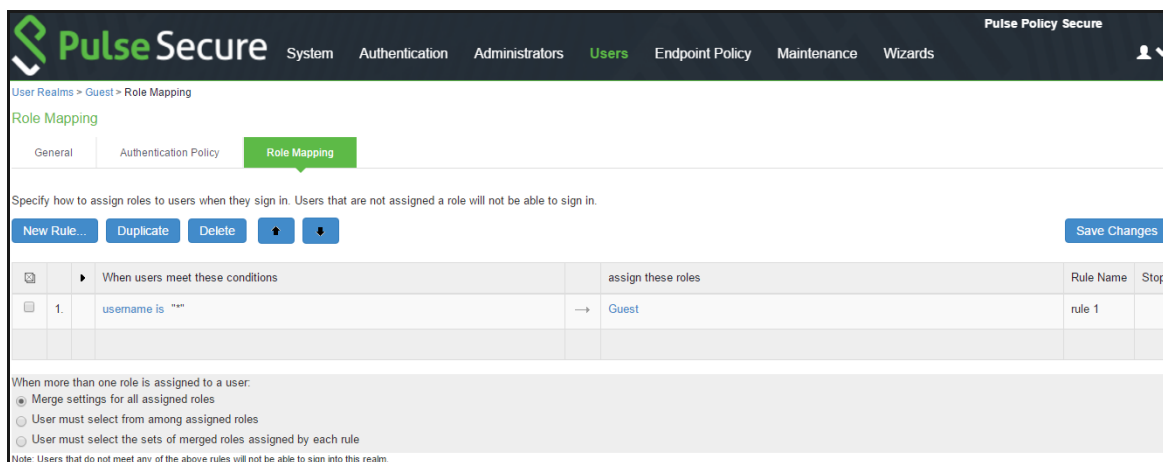 Pulse Policy Secure
Pulse Secure System Authentication Administrators Users Endpoint Policy Maintenance Wizards
User Realms > Guest > Role Mapping
Role Mapping
General Authentication Policy Role Mapping
Specify how to assign roles to users when they sign in. Users that are not assigned a role will not be able to sign in.
New Rule... Duplicate Delete Save Changes
When users meet these conditions assign these roles Rule Name Stop
1. username is "*" → Guest rule 1
When more than one role is assigned to a user:
Merge settings for all assigned roles
User must select from among assigned roles
User must select the sets of merged roles assigned by each rule
Note: Users that do not meet any of the above rules will not be able to sign into this realm.